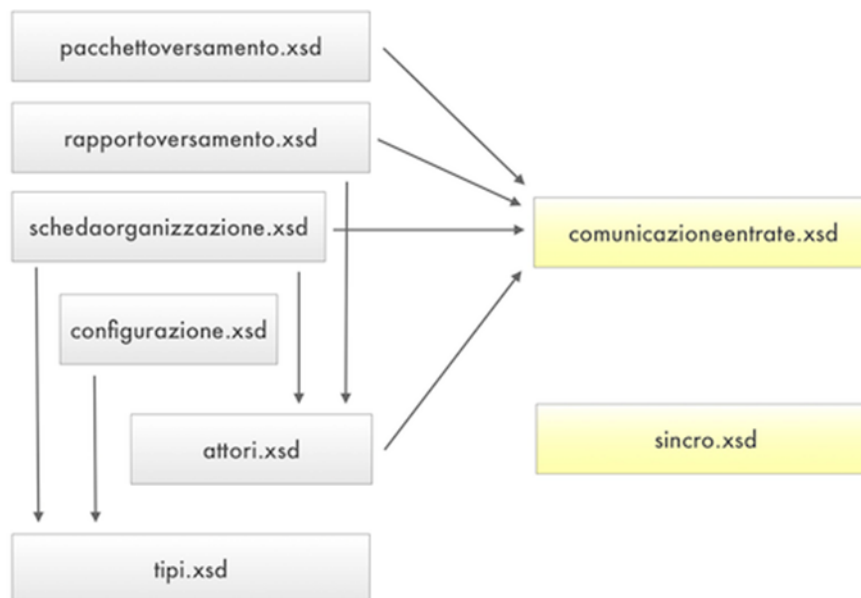 pacchettoversamento.xsd
rapportoversamento.xsd
schedaorganizzazione.xsd
comunicazioneentrate.xsd
configurazione.xsd
attori.xsd
sincro.xsd
tipi.xsd